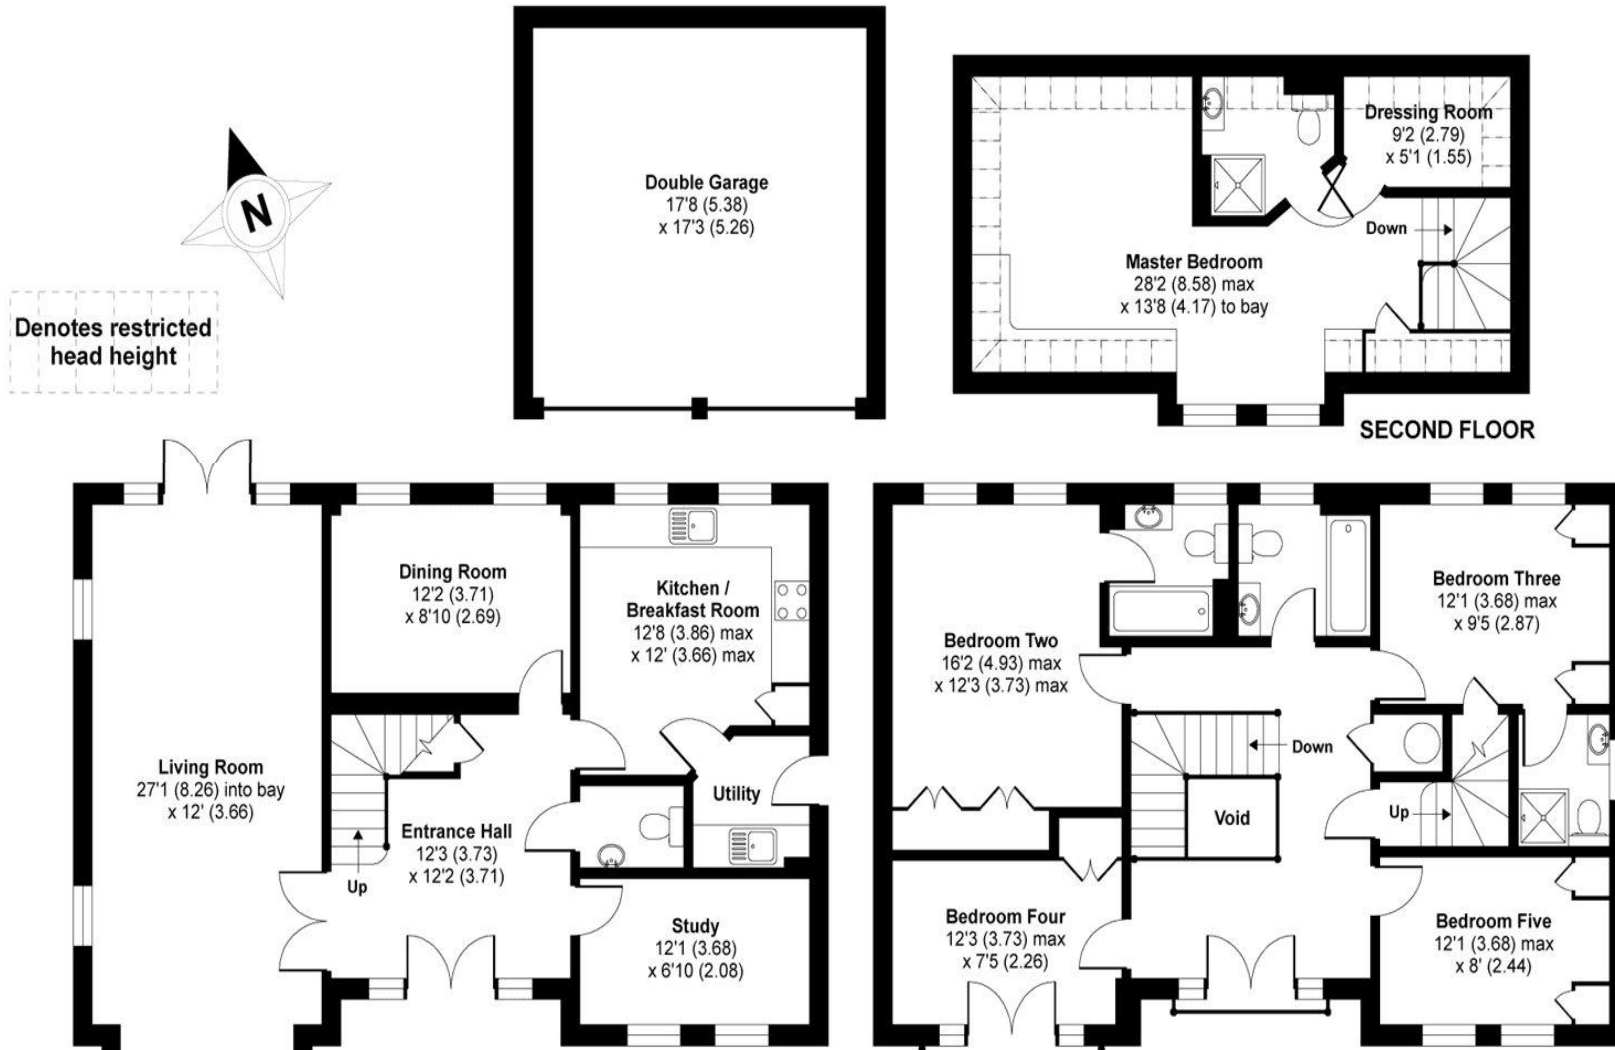 N
Denotes restricted
head height
Double Garage
17'8 (5.38)
x 17'3 (5.26)
Dressing Room
9'2 (2.79)
x 5'1 (1.55)
Down
Master Bedroom
28'2 (8.58) max
x 13'8 (4.17) to bay
SECOND FLOOR
Living Room
27'1 (8.26) into bay
x 12' (3.66)
Dining Room
12'2 (3.71)
x 8'10 (2.69)
Kitchen /
Breakfast Room
12'8 (3.86) max
x 12' (3.66) max
Utility
Entrance Hall
12'3 (3.73)
x 12'2 (3.71)
Up
Study
12'1 (3.68)
x 6'10 (2.08)
Bedroom Two
16'2 (4.93) max
x 12'3 (3.73) max
Bedroom Three
12'1 (3.68) max
x 9'5 (2.87)
Down
Void
Up
Bedroom Four
12'3 (3.73) max
x 7'5 (2.26)
Bedroom Five
12'1 (3.68) max
x 8' (2.44)